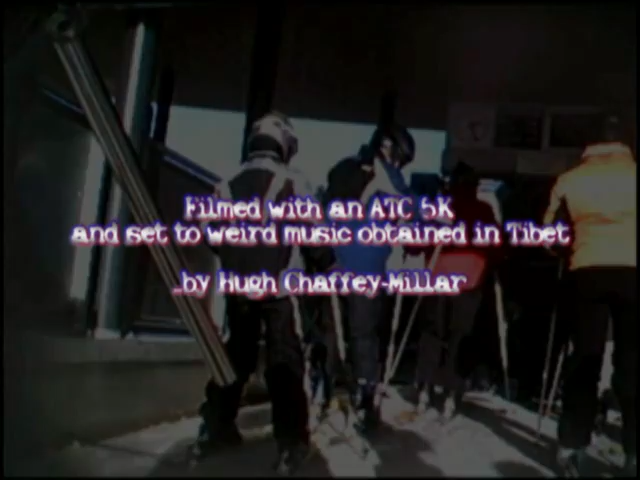 Filmed with an ATC 5K
and set to weird music obtained in Tibet
...by Hugh Chaffey-Millar